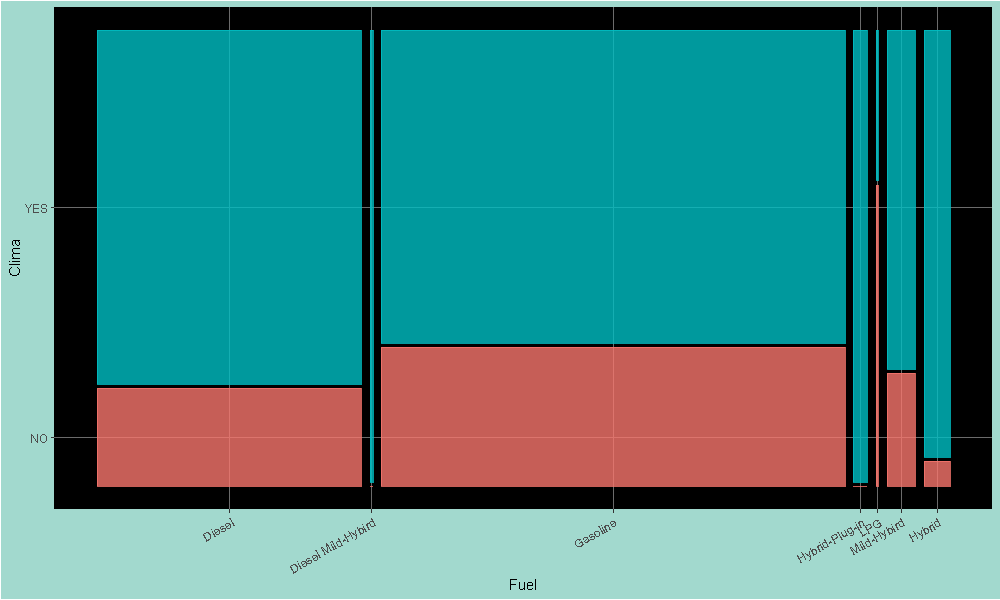 YES
Clima
NO
Diesel
Diesel Mild-Hybird
Gasoline
Hybrid-Plug-in
LPG
Mild-Hybird
Hybrid
Fuel